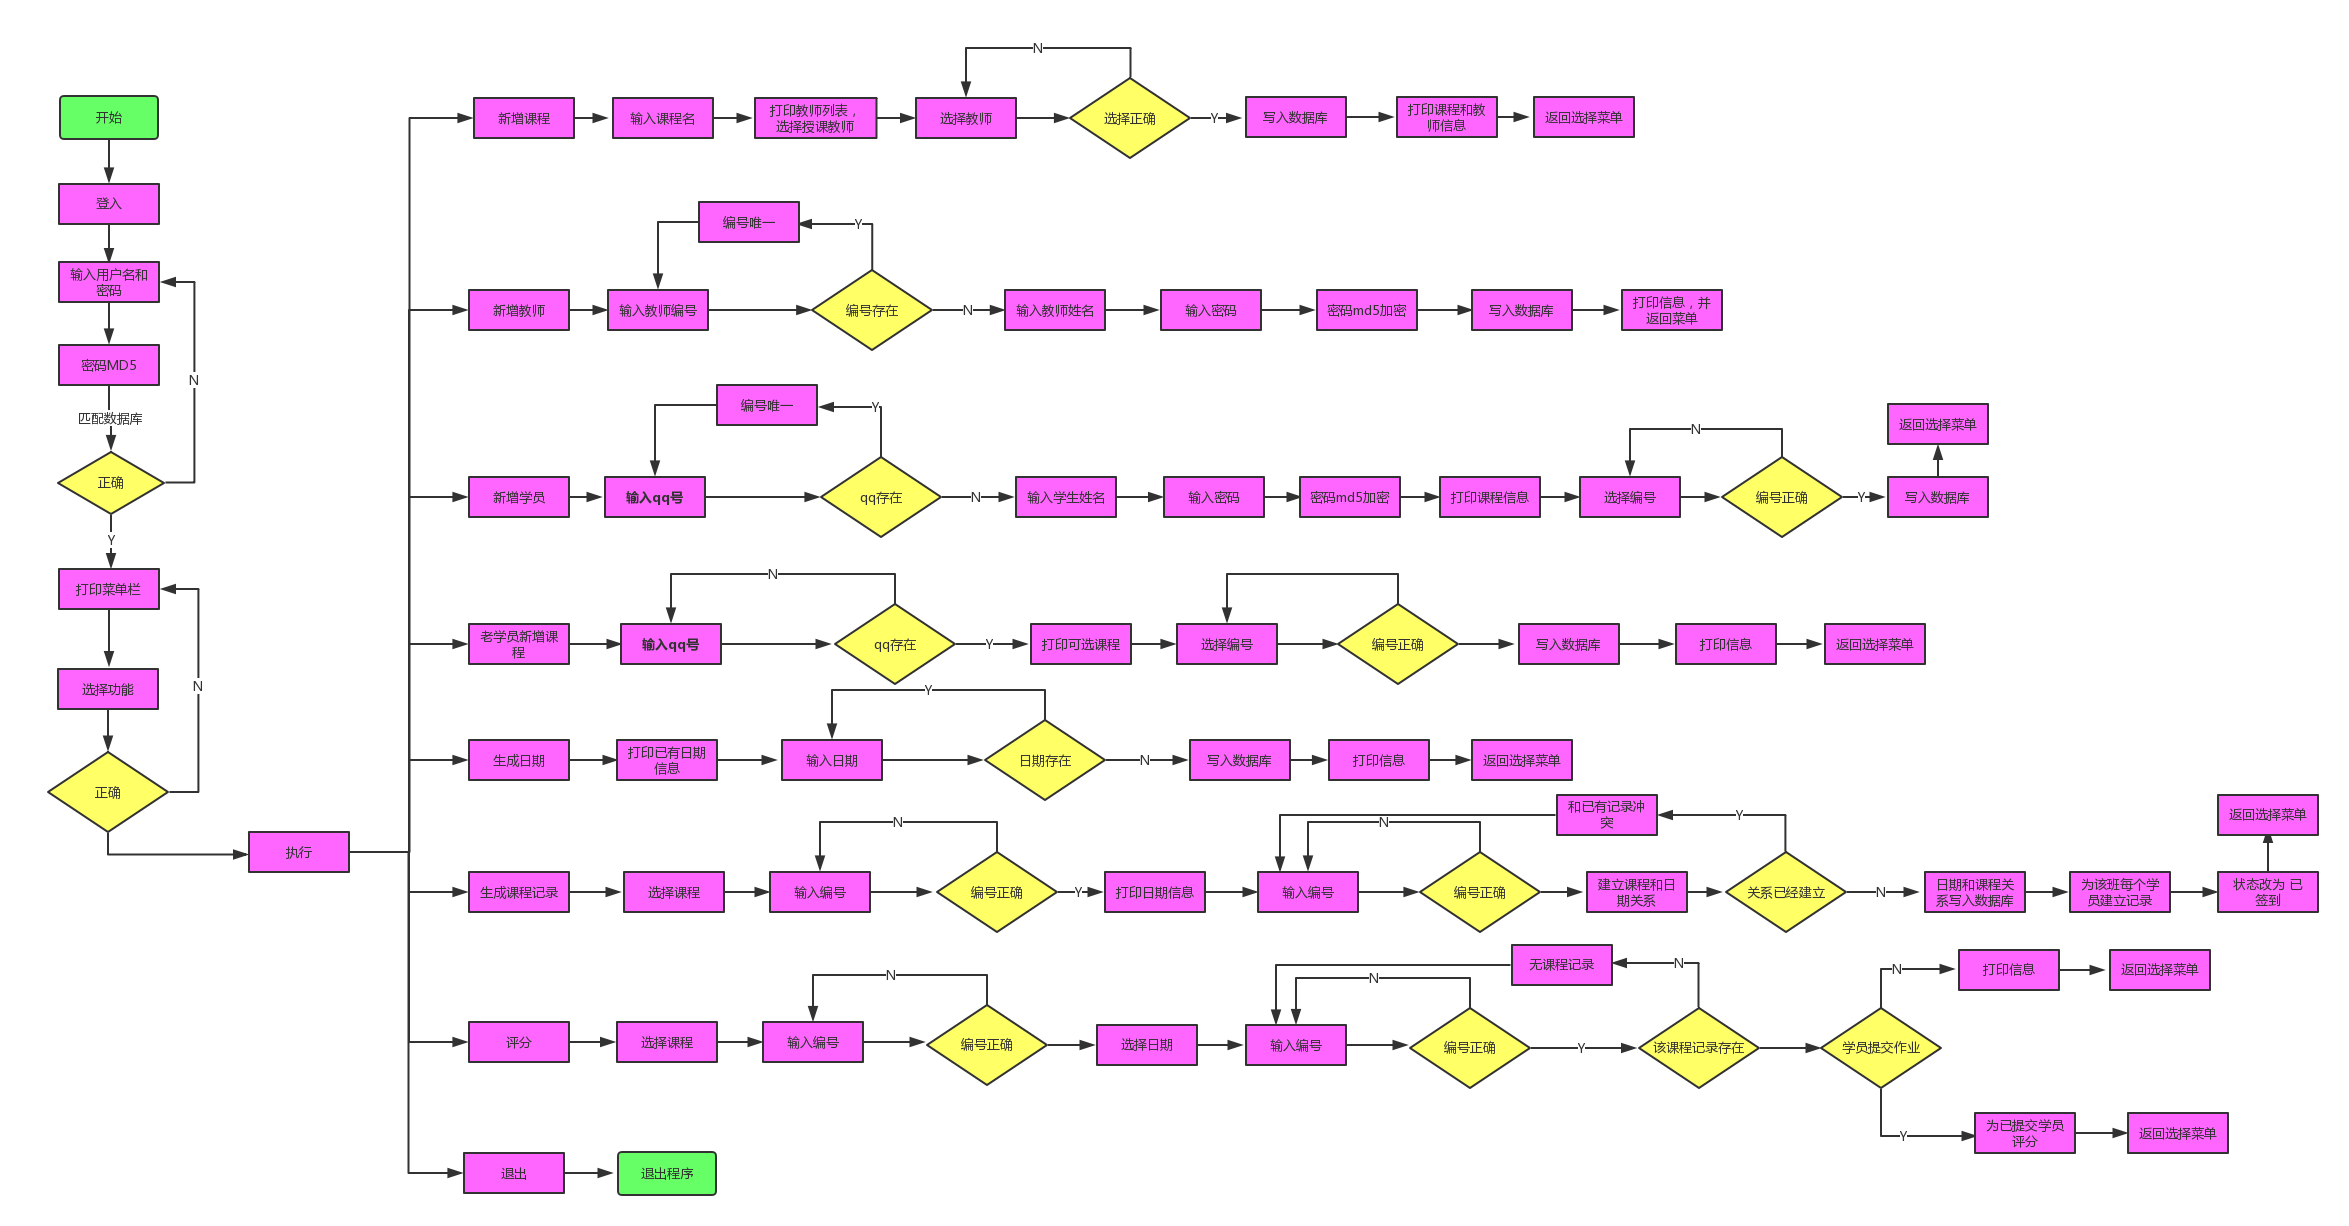 开始
登入
输入用户名和
密码
密码MD5
匹配数据库
正确
N
Y
打印菜单栏
选择功能
N
正确
执行
新增课程
输入课程名
打印教师列表，
选择授课教师
选择教师
N
选择正确
Y
写入数据库
打印课程和教
师信息
返回选择菜单
新增教师
输入教师编号
编号唯一
Y
编号存在
N
输入教师姓名
输入密码
密码md5加密
写入数据库
打印信息，并
返回菜单
新增学员
输入qq号
编号唯一
Y
qq存在
N
输入学生姓名
输入密码
密码md5加密
打印课程信息
选择编号
N
编号正确
Y
写入数据库
返回选择菜单
老学员新增课
程
输入qq号
N
qq存在
Y
打印可选课程
选择编号
编号正确
写入数据库
打印信息
返回选择菜单
生成日期
打印已有日期
信息
输入日期
Y
日期存在
N
写入数据库
打印信息
返回选择菜单
生成课程记录
选择课程
输入编号
N
编号正确
Y
打印日期信息
输入编号
N
编号正确
和已有记录冲
突
Y
建立课程和日
期关系
关系已经建立
N
日期和课程关
系写入数据库
为该班每个学
员建立记录
状态改为 已
签到
返回选择菜单
评分
选择课程
输入编号
N
编号正确
选择日期
输入编号
N
编号正确
Y
无课程记录
N
该课程记录存在
学员提交作业
N
打印信息
返回选择菜单
Y
为已提交学员
评分
返回选择菜单
退出
退出程序